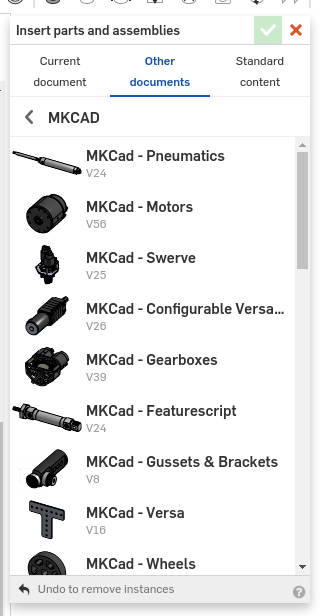 Insert parts and assemblies
Current document
Other documents
Standard content
MKCAD
MKCad - Pneumatics
V24
MKCad - Motors
V56
MKCad - Swerve
V25
MKCad - Configurable Versa...
V26
MKCad - Gearboxes
V39
MKCad - Featurescript
V24
MKCad - Gussets & Brackets
V8
MKCad - Versa
V16
MKCad - Wheels
Undo to remove instances